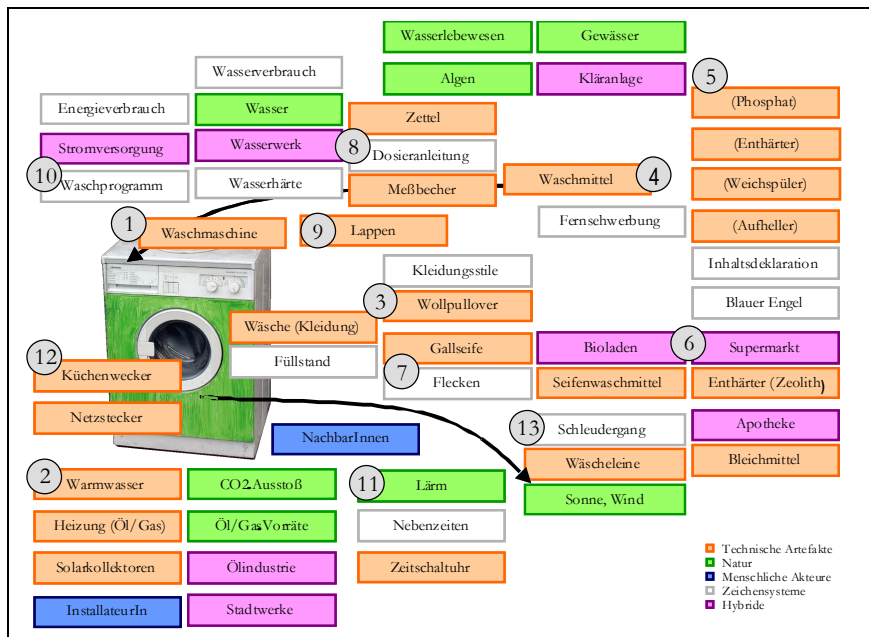 Wasserlebewesen
Gewässer
Wasserverbrauch
Algen
Kläranlage
5
(Phosphat)
Energieverbrauch
Wasser
Zettel
Stromversorgung
Wasserwerk
8
Dosieranleitung
(Enthärter)
10
Waschprogramm
Wasserhärte
Meßbecher
Waschmittel
4
(Weichspüler)
1
Waschmaschine
9
Lappen
Fernsehwerbung
(Aufheller)
Kleidungsstile
Inhaltsdeklaration
3
Wollpullover
Blauer Engel
Wäsche (Kleidung)
Füllstand
Gallseife
Bioladen
6
Supermarkt
12
Küchenwecker
7
Flecken
Seifenwaschmittel
Enthärter (Zeolith)
Netzstecker
NachbarInnen
13
Schleudergang
Apotheke
Wäscheleine
Bleichmittel
2
Warmwasser
CO2-Ausstoß
11
Lärm
Sonne, Wind
Heizung (Öl/Gas)
Öl/Gas-Vorräte
Nebenzeiten
Solarkollektoren
Ölindustrie
Zeitschaltuhr
InstallateurIn
Stadtwerke
Technische Artefakte
Natur
Menschliche Akteure
Zeichensysteme
Hybride